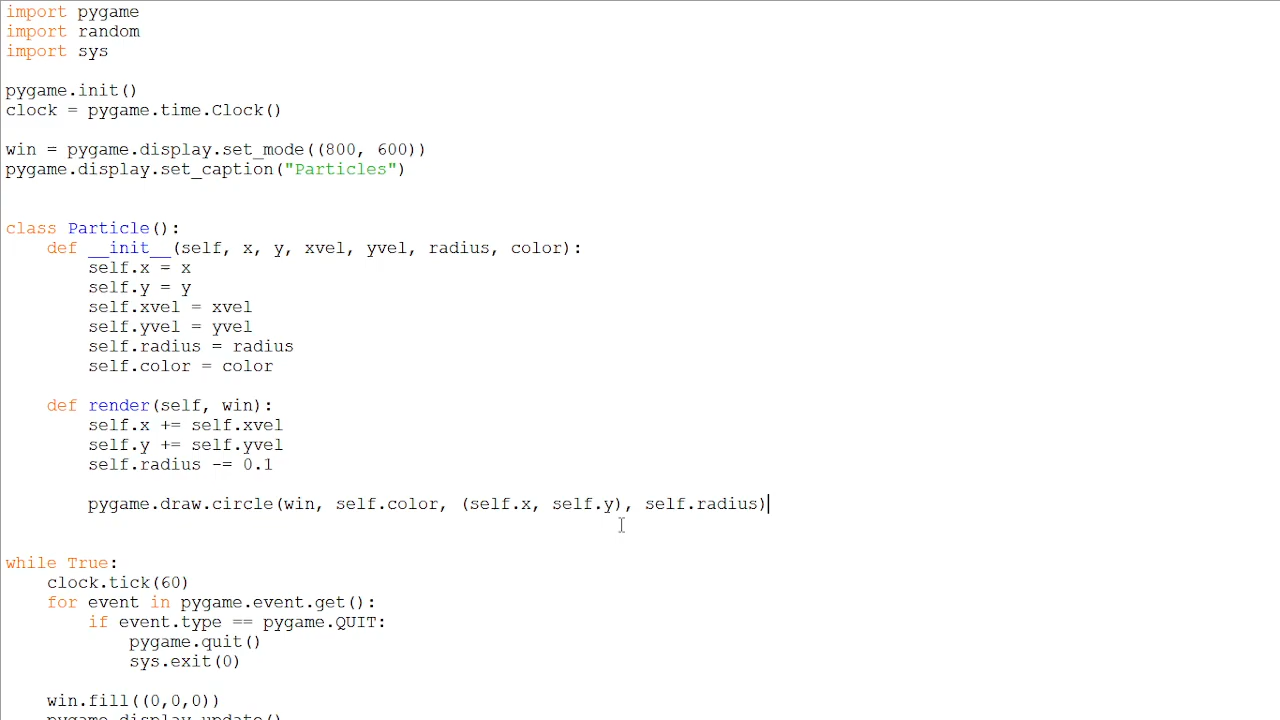 import pygame
import random
import sys

pygame.init()
clock = pygame.time.Clock()

win = pygame.display.set_mode((800, 600))
pygame.display.set_caption("Particles")


class Particle():
    def __init__(self, x, y, xvel, yvel, radius, color):
        self.x = x
        self.y = y
        self.xvel = xvel
        self.yvel = yvel
        self.radius = radius
        self.color = color

    def render(self, win):
        self.x += self.xvel
        self.y += self.yvel
        self.radius -= 0.1

        pygame.draw.circle(win, self.color, (self.x, self.y), self.radius)


while True:
    clock.tick(60)
    for event in pygame.event.get():
        if event.type == pygame.QUIT:
            pygame.quit()
            sys.exit(0)

    win.fill((0,0,0))
    pygame.display.update()